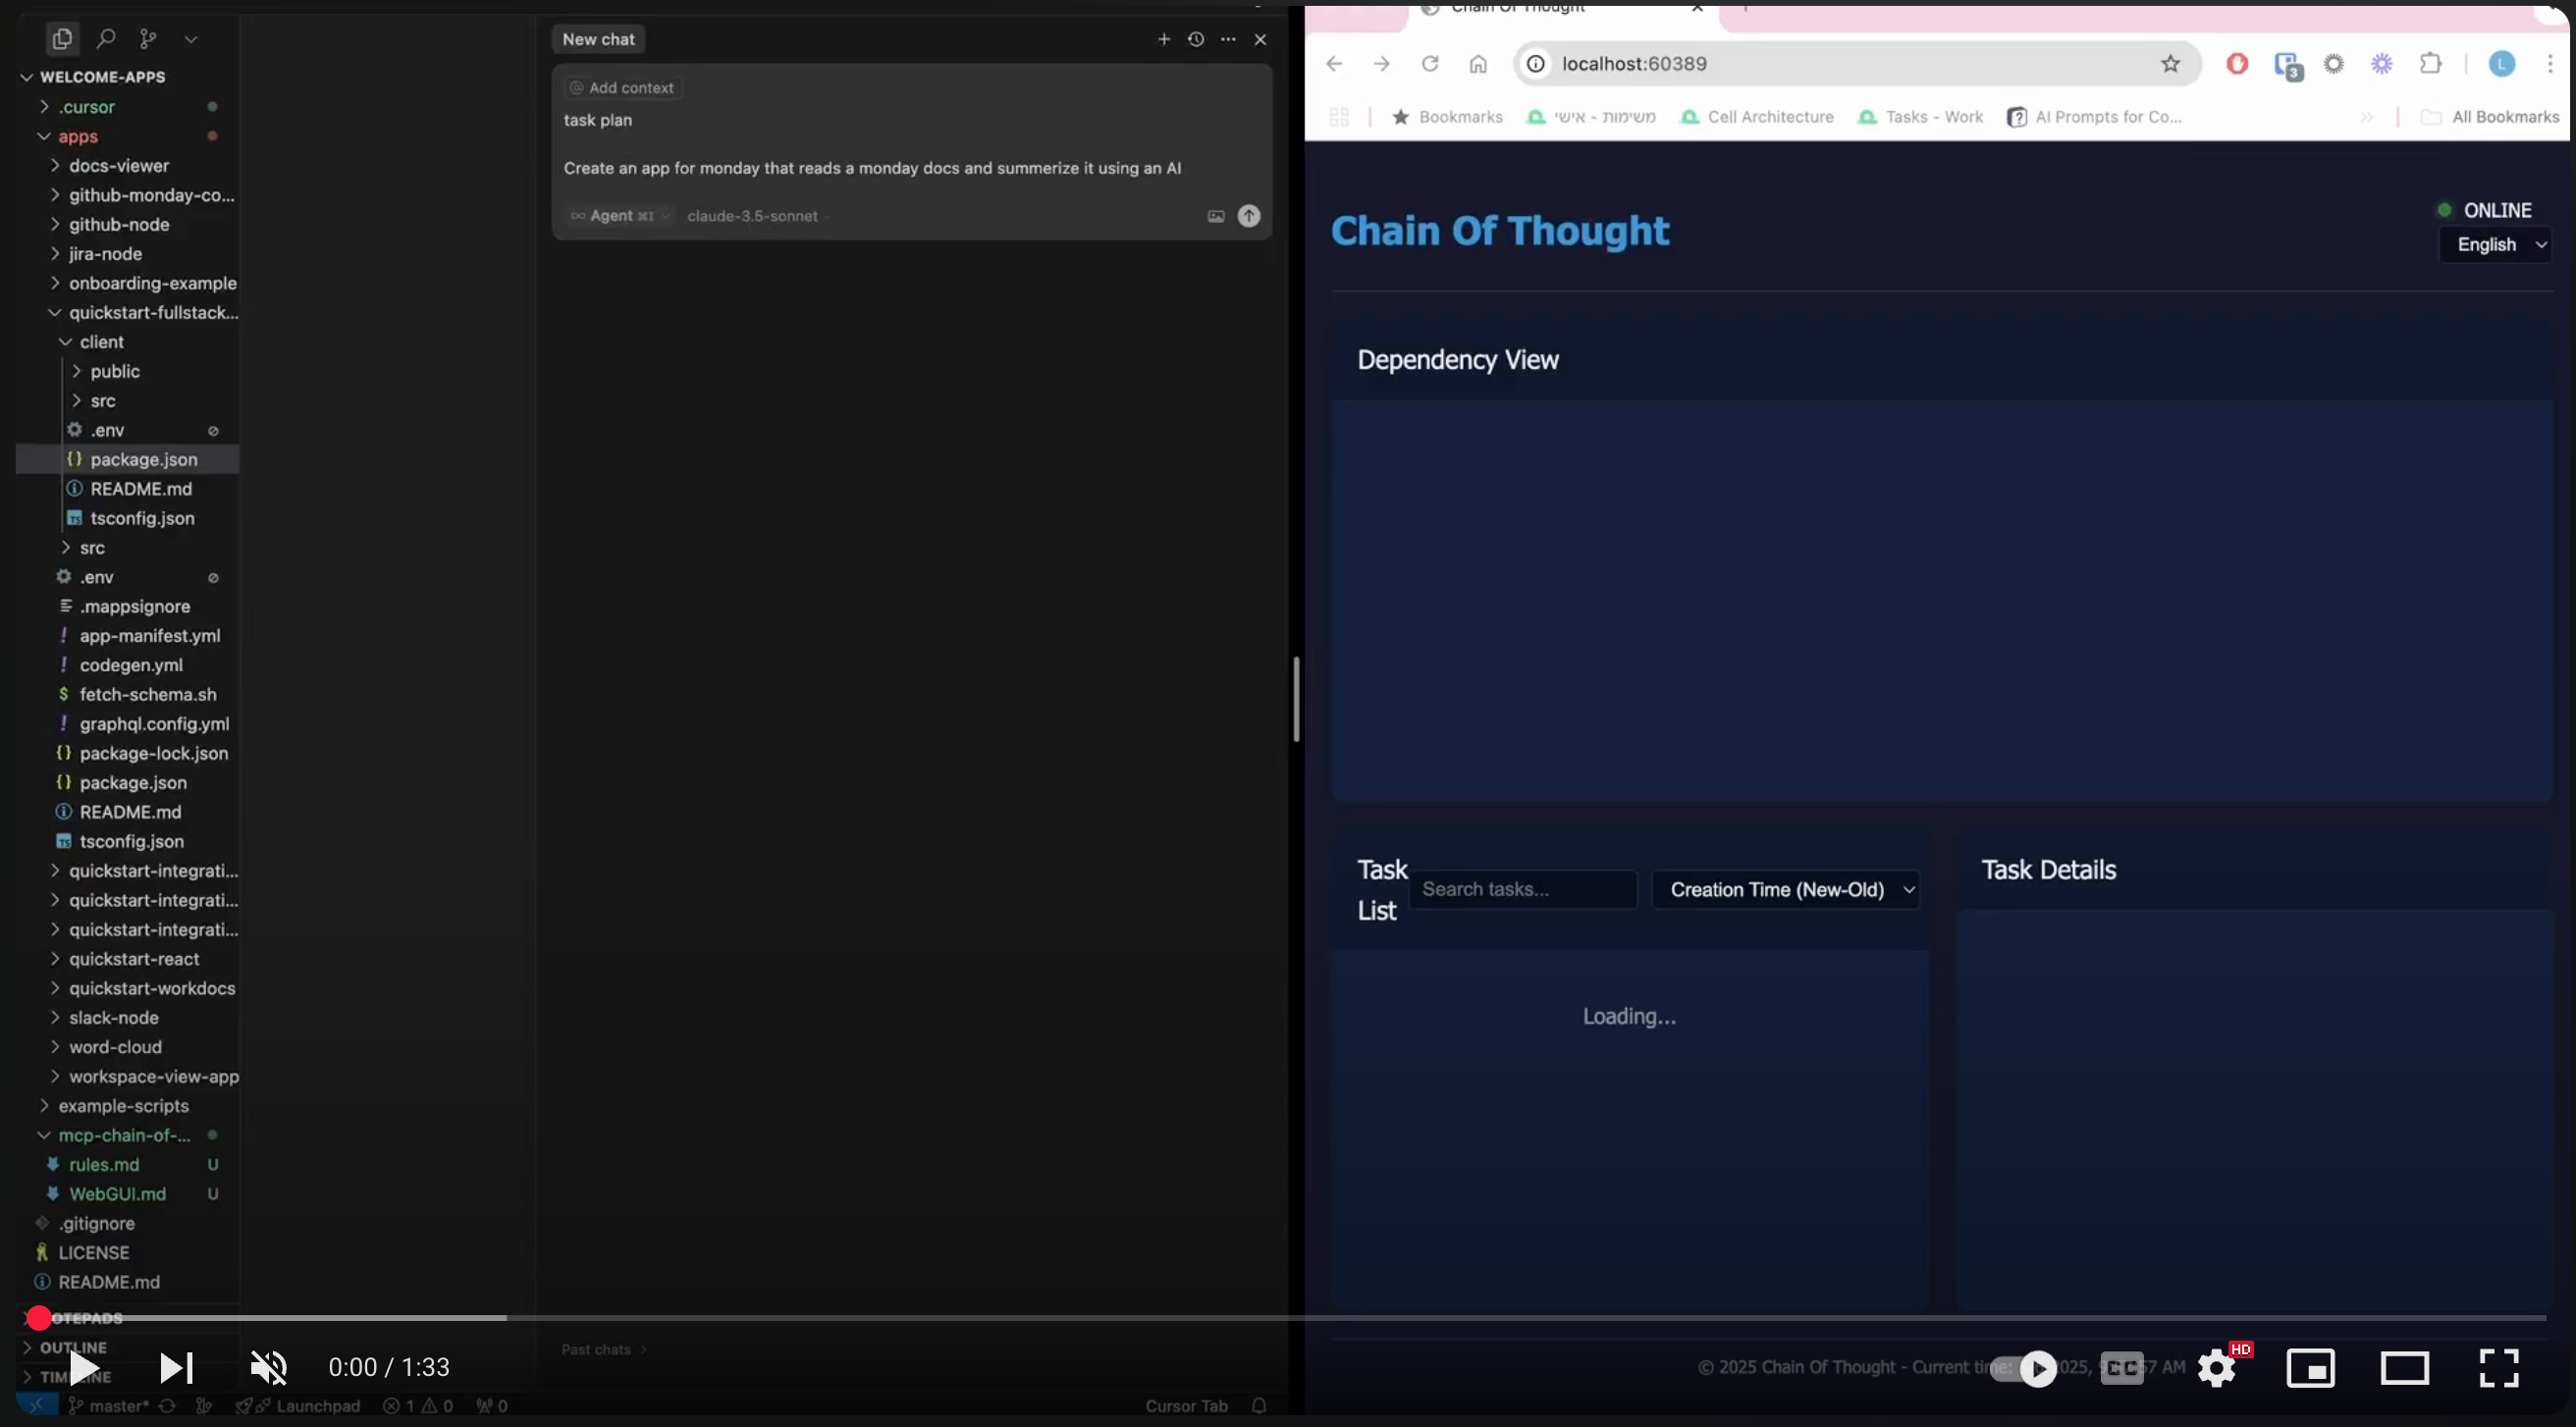 WELCOME-APPS
.cursor
apps
docs-viewer
github-monday-co...
github-node
jira-node
onboarding-example
quickstart-fullstack...
client
public
src
.env
package.json
README.md
tsconfig.json
src
.env
.mappsignore
app-manifest.yml
codegen.yml
fetch-schema.sh
graphql.config.yml
package-lock.json
package.json
README.md
tsconfig.json
quickstart-integrati...
quickstart-integrati...
quickstart-integrati...
quickstart-react
quickstart-workdocs
slack-node
word-cloud
workspace-view-app
example-scripts
mcp-chain-of-...
rules.md U
WebGUI.md U
.gitignore
LICENSE
README.md
OUTLINE
master*
Launchpad
1 0
0
Cursor Tab
New chat
@ Add context
task plan
Create an app for monday that reads a monday docs and summerize it using an AI
Agent ⌘I
claude-3.5-sonnet
Past chats
0:00 / 1:33
Chain Of Thought
localhost:60389
3
L
Bookmarks
משימות - אישי
Cell Architecture
Tasks - Work
AI Prompts for Co...
All Bookmarks
Chain Of Thought
ONLINE
English
Dependency View
Task List
Search tasks...
Creation Time (New-Old)
Task Details
Loading...
© 2025 Chain Of Thought - Current time:
2025,
AM
CC
HD